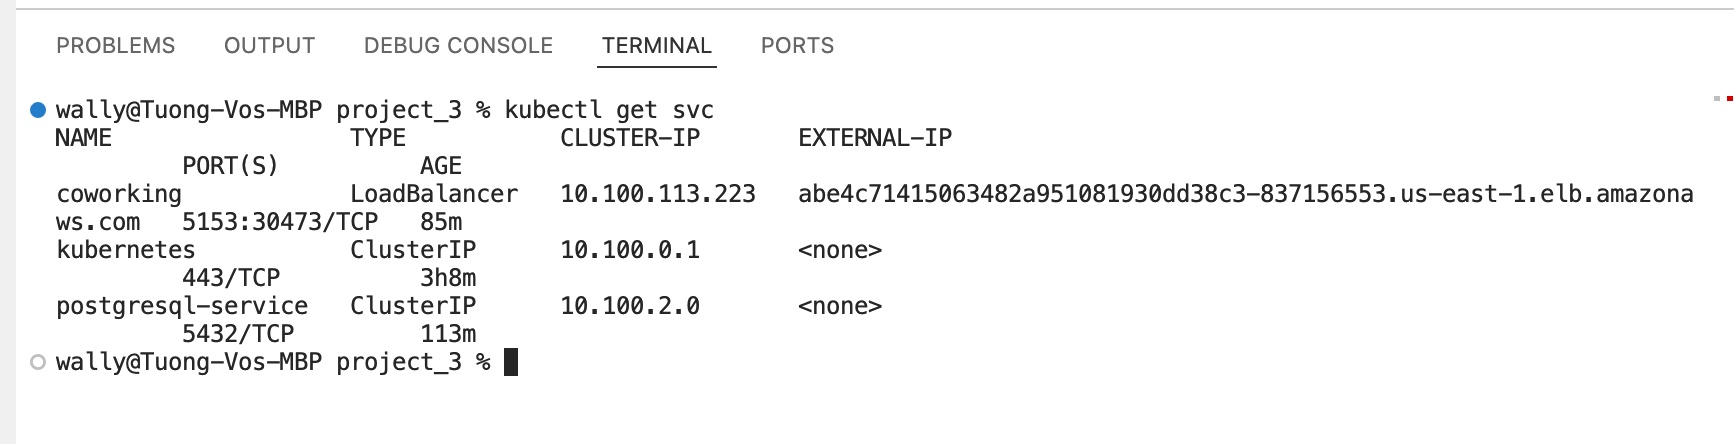 PROBLEMS OUTPUT DEBUG CONSOLE TERMINAL PORTS
wally@Tuong-Vos-MBP project_3 % kubectl get svc
NAME TYPE CLUSTER-IP EXTERNAL-IP
PORT(S) AGE
coworking LoadBalancer 10.100.113.223 abe4c71415063482a951081930dd38c3-837156553.us-east-1.elb.amazona
ws.com 5153:30473/TCP 85m
kubernetes ClusterIP 10.100.0.1 <none>
443/TCP 3h8m
postgresql-service ClusterIP 10.100.2.0 <none>
5432/TCP 113m
wally@Tuong-Vos-MBP project_3 %